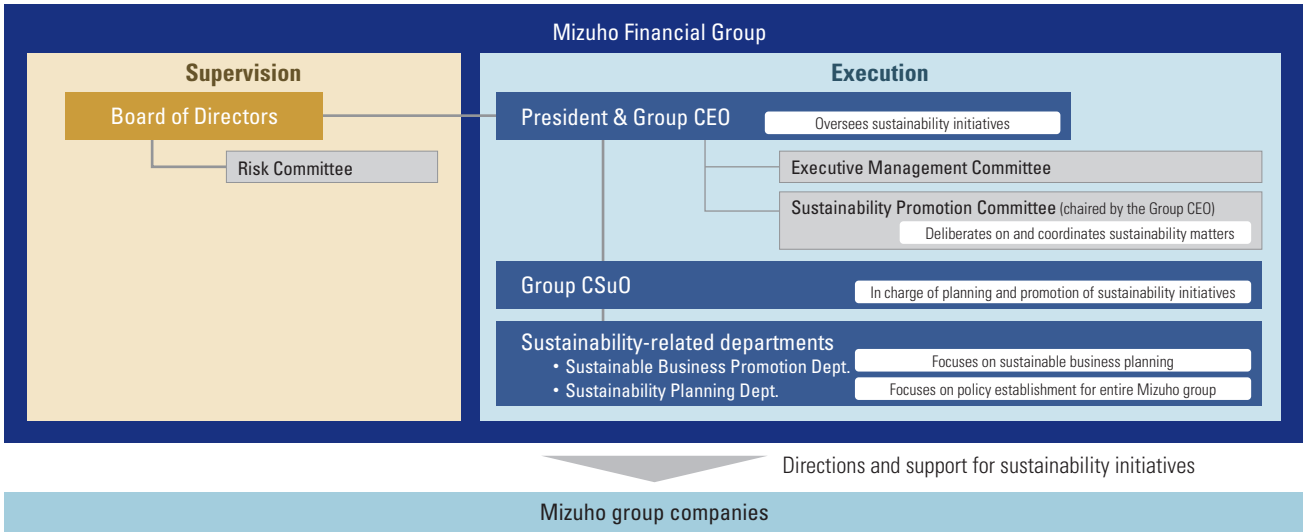 Mizuho Financial Group
Supervision
Board of Directors
Risk Committee
Execution
President & Group CEO
Oversees sustainability initiatives
Executive Management Committee
Sustainability Promotion Committee (chaired by the Group CEO)
Deliberates on and coordinates sustainability matters
Group CSuO
In charge of planning and promotion of sustainability initiatives
Sustainability-related departments
• Sustainable Business Promotion Dept.
Focuses on sustainable business planning
• Sustainability Planning Dept.
Focuses on policy establishment for entire Mizuho group
Directions and support for sustainability initiatives
Mizuho group companies